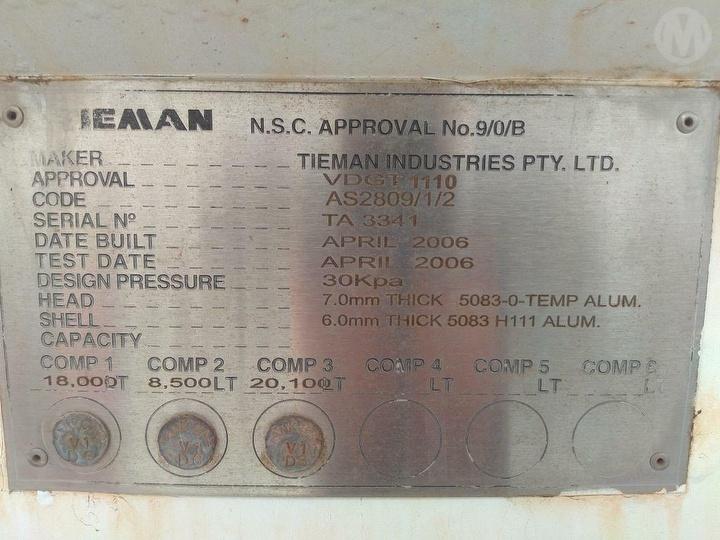 TIEMAN N.S.C. APPROVAL No.9/0/B
MAKER TIEMAN INDUSTRIES PTY. LTD.
APPROVAL VDGT 1110
CODE AS2809/1/2
SERIAL Nº TA 3341
DATE BUILT APRIL 2006
TEST DATE APRIL 2006
DESIGN PRESSURE 30Kpa
HEAD 7.0mm THICK 5083-0-TEMP ALUM.
SHELL 6.0mm THICK 5083 H111 ALUM.
CAPACITY
COMP 1 COMP 2 COMP 3 COMP 4 COMP 5 COMP 6
18,000LT 8,500LT 20,100LT LT LT LT
M